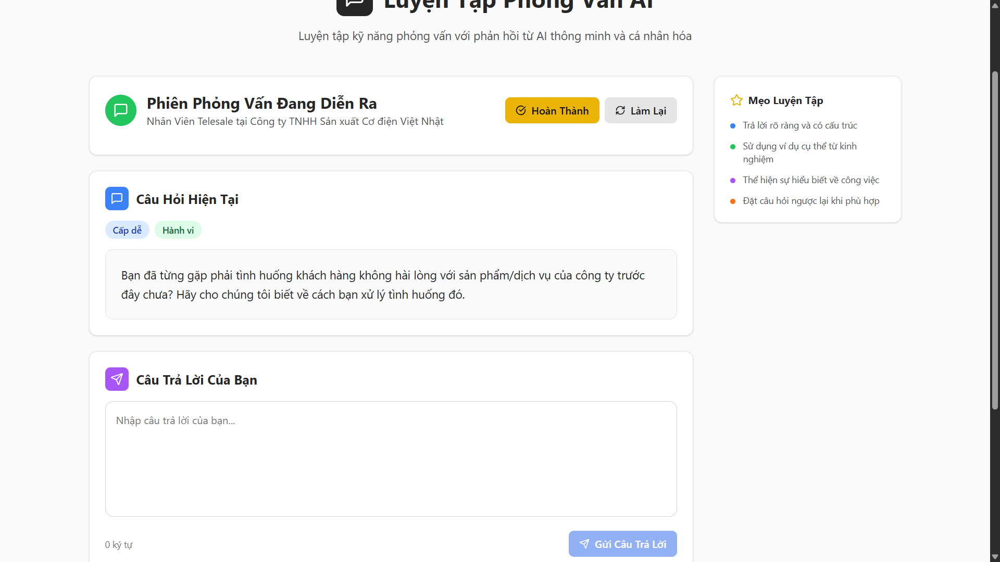 Luyện Tập Phỏng Vấn AI
Luyện tập kỹ năng phỏng vấn với phản hồi từ AI thông minh và cá nhân hóa
Phiên Phỏng Vấn Đang Diễn Ra
Nhân Viên Telesale tại Công ty TNHH Sản xuất Cơ điện Việt Nhật
Hoàn Thành
Làm Lại
Câu Hỏi Hiện Tại
Cấp dễ
Hành vi
Bạn đã từng gặp phải tình huống khách hàng không hài lòng với sản phẩm/dịch vụ của công ty trước
đây chưa? Hãy cho chúng tôi biết về cách bạn xử lý tình huống đó.
Câu Trả Lời Của Bạn
Nhập câu trả lời của bạn...
0 ký tự
Gửi Câu Trả Lời
Mẹo Luyện Tập
Trả lời rõ ràng và có cấu trúc
Sử dụng ví dụ cụ thể từ kinh
nghiệm
Thể hiện sự hiểu biết về công việc
Đặt câu hỏi ngược lại khi phù hợp